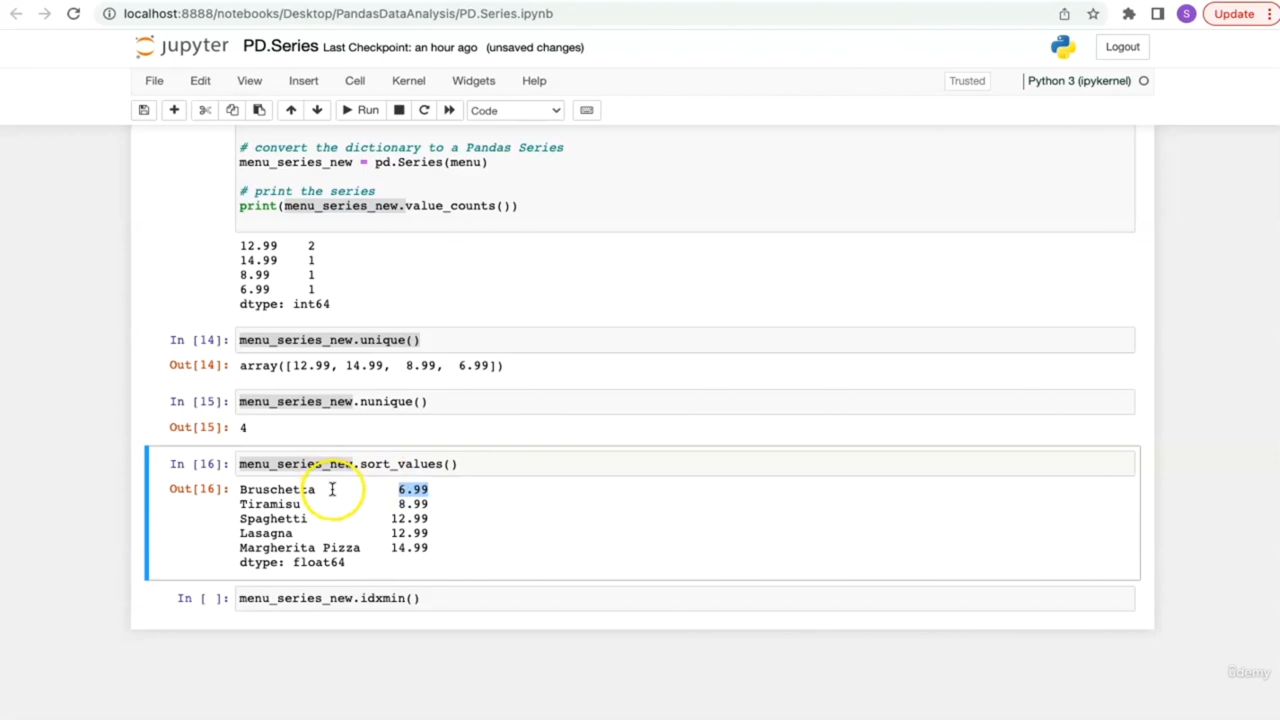 localhost:8888/notebooks/Desktop/PandasDataAnalysis/PD.Series.ipynb
S
Update
jupyter PD.Series Last Checkpoint: an hour ago (unsaved changes)
Logout
File Edit View Insert Cell Kernel Widgets Help
Trusted
Python 3 (ipykernel)
Run
Code
# convert the dictionary to a Pandas Series
menu_series_new = pd.Series(menu)
# print the series
print(menu_series_new.value_counts())
12.99 2
14.99 1
8.99 1
6.99 1
dtype: int64
In [14]: menu_series_new.unique()
Out[14]: array([12.99, 14.99, 8.99, 6.99])
In [15]: menu_series_new.nunique()
Out[15]: 4
In [16]: menu_series_new.sort_values()
Out[16]: Bruschetta 6.99
Tiramisu 8.99
Spaghetti 12.99
Lasagna 12.99
Margherita Pizza 14.99
dtype: float64
In [ ]: menu_series_new.idxmin()
ûdemy